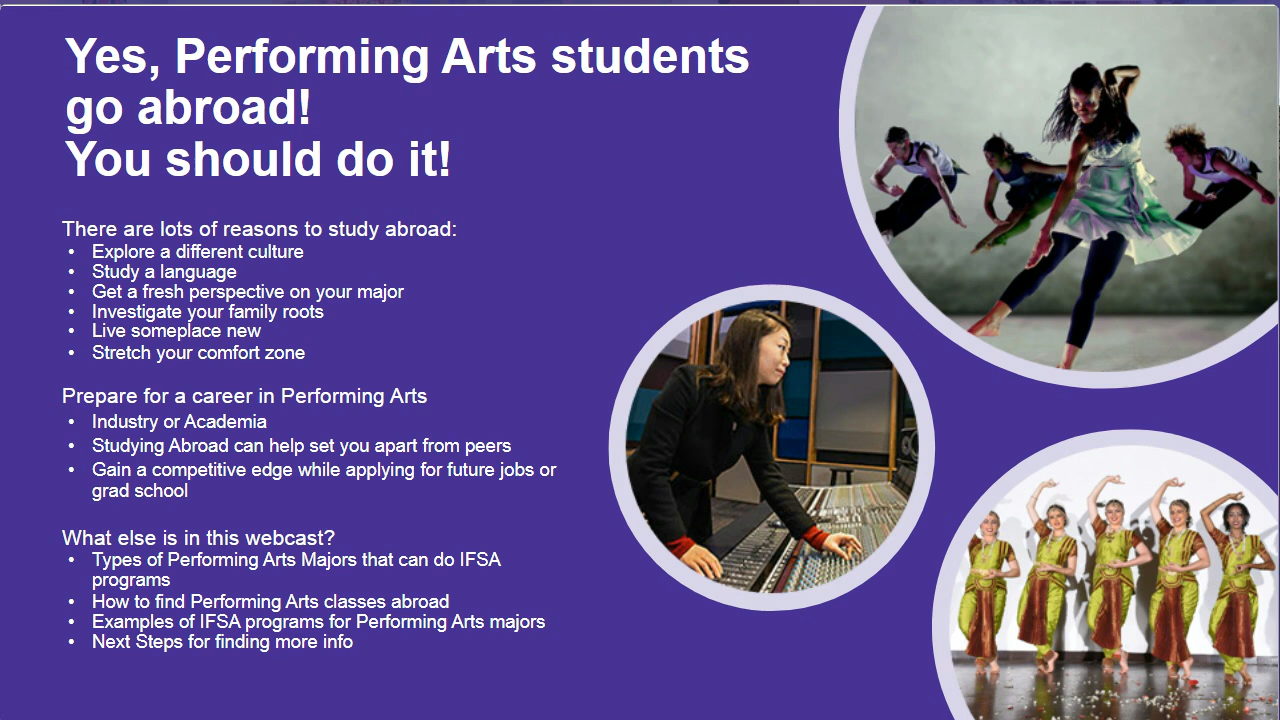 Yes, Performing Arts students
go abroad!
You should do it!
There are lots of reasons to study abroad:
• Explore a different culture
• Study a language
• Get a fresh perspective on your major
• Investigate your family roots
• Live someplace new
• Stretch your comfort zone
Prepare for a career in Performing Arts
• Industry or Academia
• Studying Abroad can help set you apart from peers
• Gain a competitive edge while applying for future jobs or
grad school
What else is in this webcast?
• Types of Performing Arts Majors that can do IFSA
programs
• How to find Performing Arts classes abroad
• Examples of IFSA programs for Performing Arts majors
• Next Steps for finding more info